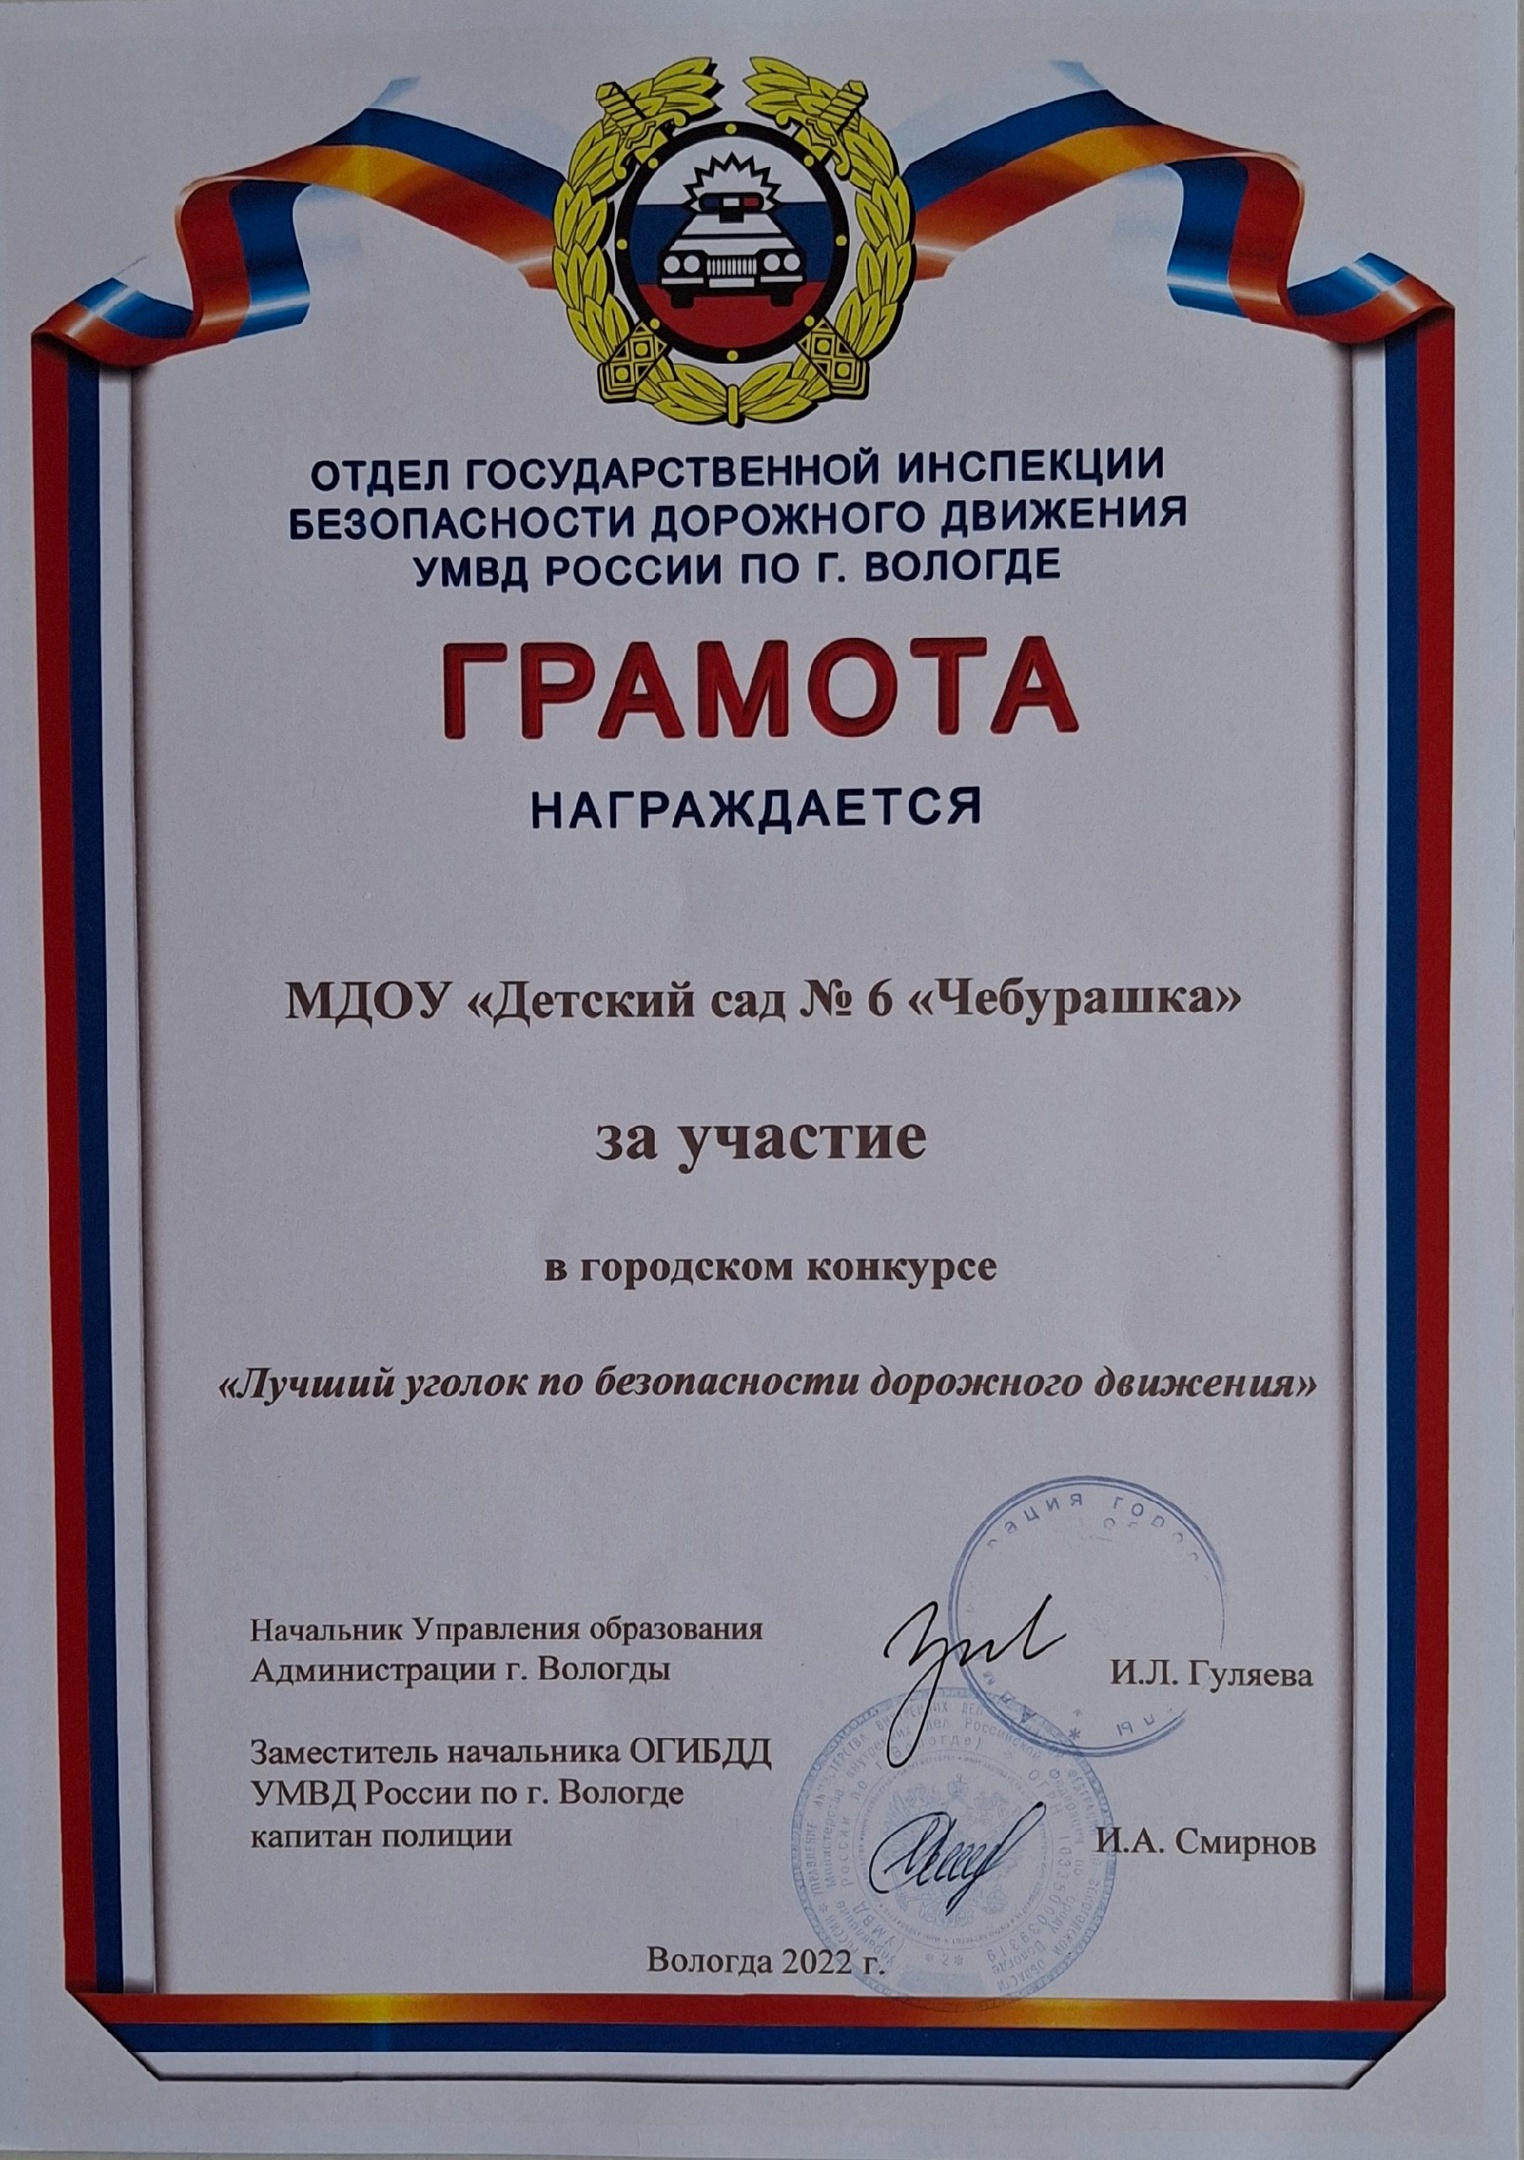 ОТДЕЛ ГОСУДАРСТВЕННОЙ ИНСПЕКЦИИ
БЕЗОПАСНОСТИ ДОРОЖНОГО ДВИЖЕНИЯ
УМВД РОССИИ ПО Г. ВОЛОГДЕ
ГРАМОТА
НАГРАЖДАЕТСЯ
МДОУ «Детский сад № 6 «Чебурашка»
за участие
в городском конкурсе
«Лучший уголок по безопасности дорожного движения»
Начальник Управления образования
Администрации г. Вологды
И.Л. Гуляева
Заместитель начальника ОГИБДД
УМВД России по г. Вологде
капитан полиции
И.А. Смирнов
Вологда 2022 г.